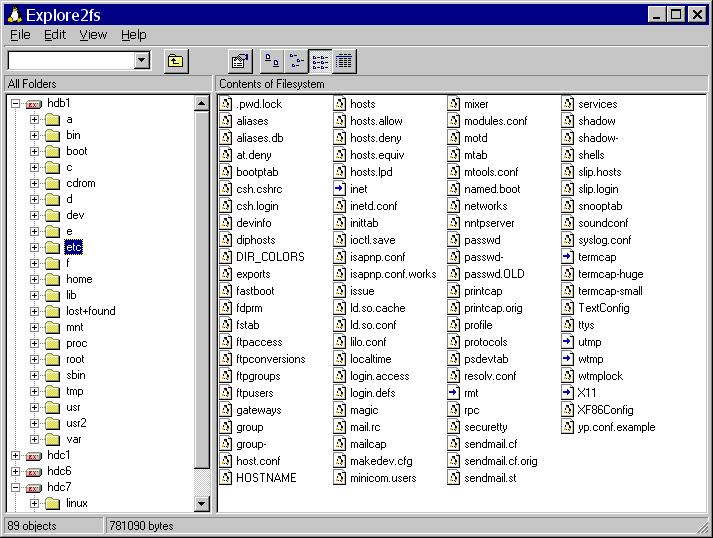 Explore2fs
File Edit View Help
All Folders
Contents of Filesystem
hdb1
a
bin
boot
c
cdrom
d
dev
e
etc
f
home
lib
lost+found
mnt
proc
root
sbin
tmp
usr
usr2
var
hdc1
hdc6
hdc7
linux
.pwd.lock
aliases
aliases.db
at.deny
bootptab
csh.cshrc
csh.login
devinfo
diphosts
DIR_COLORS
exports
fastboot
fdprm
fstab
ftpaccess
ftpconversions
ftpgroups
ftpusers
gateways
group
group-
host.conf
HOSTNAME
hosts
hosts.allow
hosts.deny
hosts.equiv
hosts.lpd
inet
inetd.conf
inittab
ioctl.save
isapnp.conf
isapnp.conf.works
issue
ld.so.cache
ld.so.conf
lilo.conf
localtime
login.access
login.defs
magic
mail.rc
mailcap
makedev.cfg
minicom.users
mixer
modules.conf
motd
mtab
mtools.conf
named.boot
networks
nntpserver
passwd
passwd-
passwd.OLD
printcap
printcap.orig
profile
protocols
psdevtab
resolv.conf
rmt
rpc
securetty
sendmail.cf
sendmail.cf.orig
sendmail.st
services
shadow
shadow-
shells
slip.hosts
slip.login
snooptab
soundconf
syslog.conf
termcap
termcap-huge
termcap-small
TextConfig
ttys
utmp
wtmp
wtmplock
X11
XF86Config
yp.conf.example
89 objects
781090 bytes